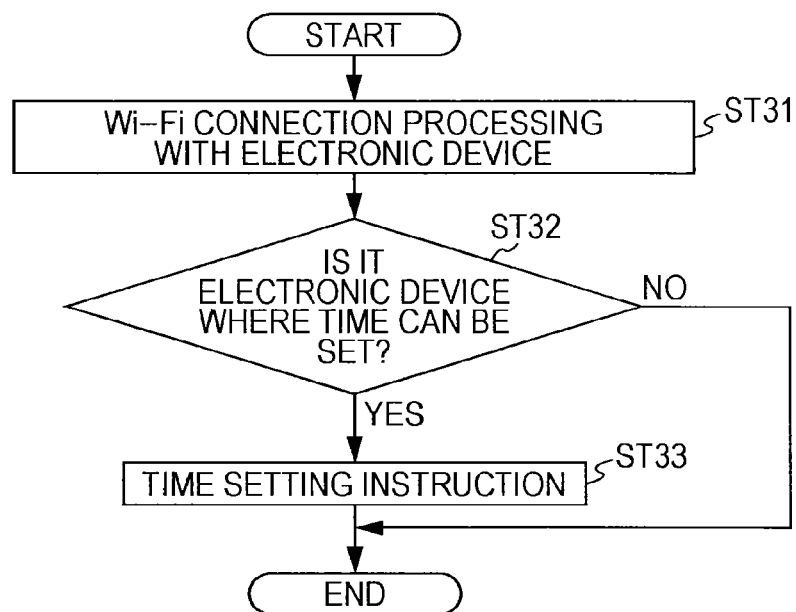 START
Wi-Fi CONNECTION PROCESSING
WITH ELECTRONIC DEVICE
ST31
ST32
IS IT
ELECTRONIC DEVICE
WHERE TIME CAN BE
SET?
NO
YES
ST33
TIME SETTING INSTRUCTION
END